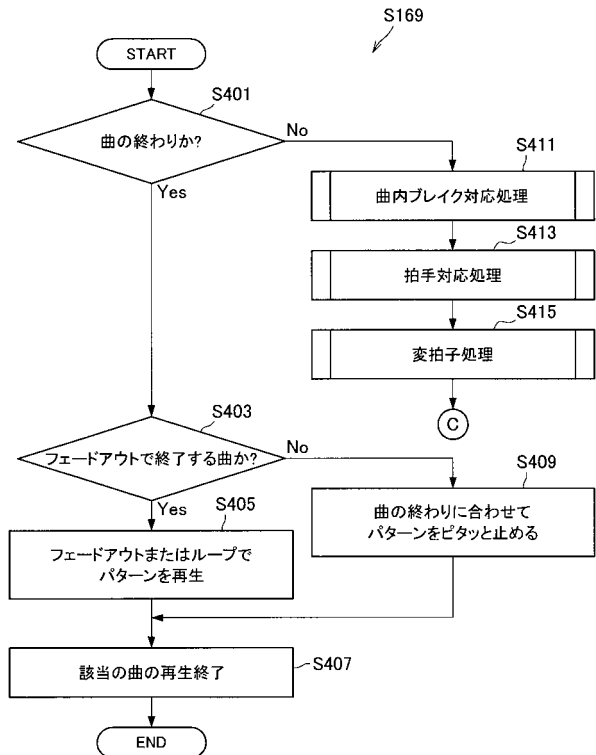 S169
START
S401
曲の終わりか?
No
Yes
S411
曲内ブレイク対応処理
S413
拍手対応処理
S415
変拍子処理
C
S403
フェードアウトで終了する曲か?
No
Yes
S405
フェードアウトまたはループで
パターンを再生
S409
曲の終わりに合わせて
パターンをピタッと止める
該当の曲の再生終了
S407
END